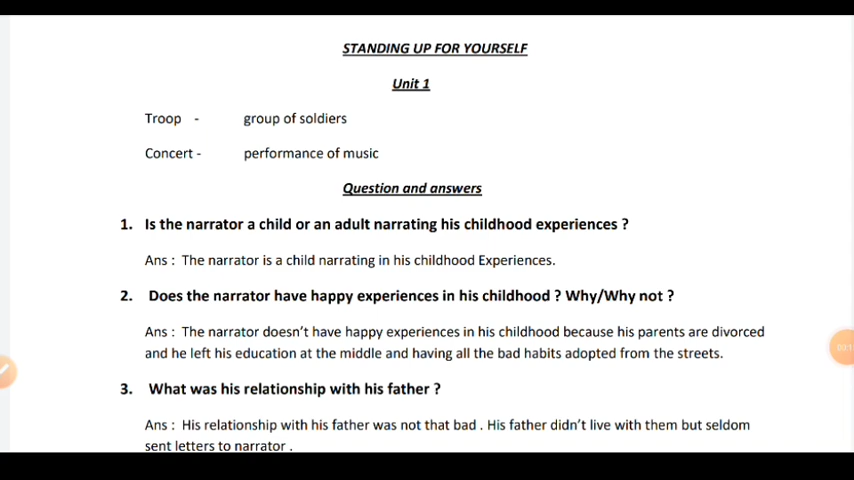 STANDING UP FOR YOURSELF
Unit 1
Troop - group of soldiers
Concert - performance of music
Question and answers
1. Is the narrator a child or an adult narrating his childhood experiences ?
Ans : The narrator is a child narrating in his childhood Experiences.
2. Does the narrator have happy experiences in his childhood ? Why/Why not ?
Ans : The narrator doesn't have happy experiences in his childhood because his parents are divorced
and he left his education at the middle and having all the bad habits adopted from the streets.
3. What was his relationship with his father ?
Ans : His relationship with his father was not that bad . His father didn't live with them but seldom
sent letters to narrator .